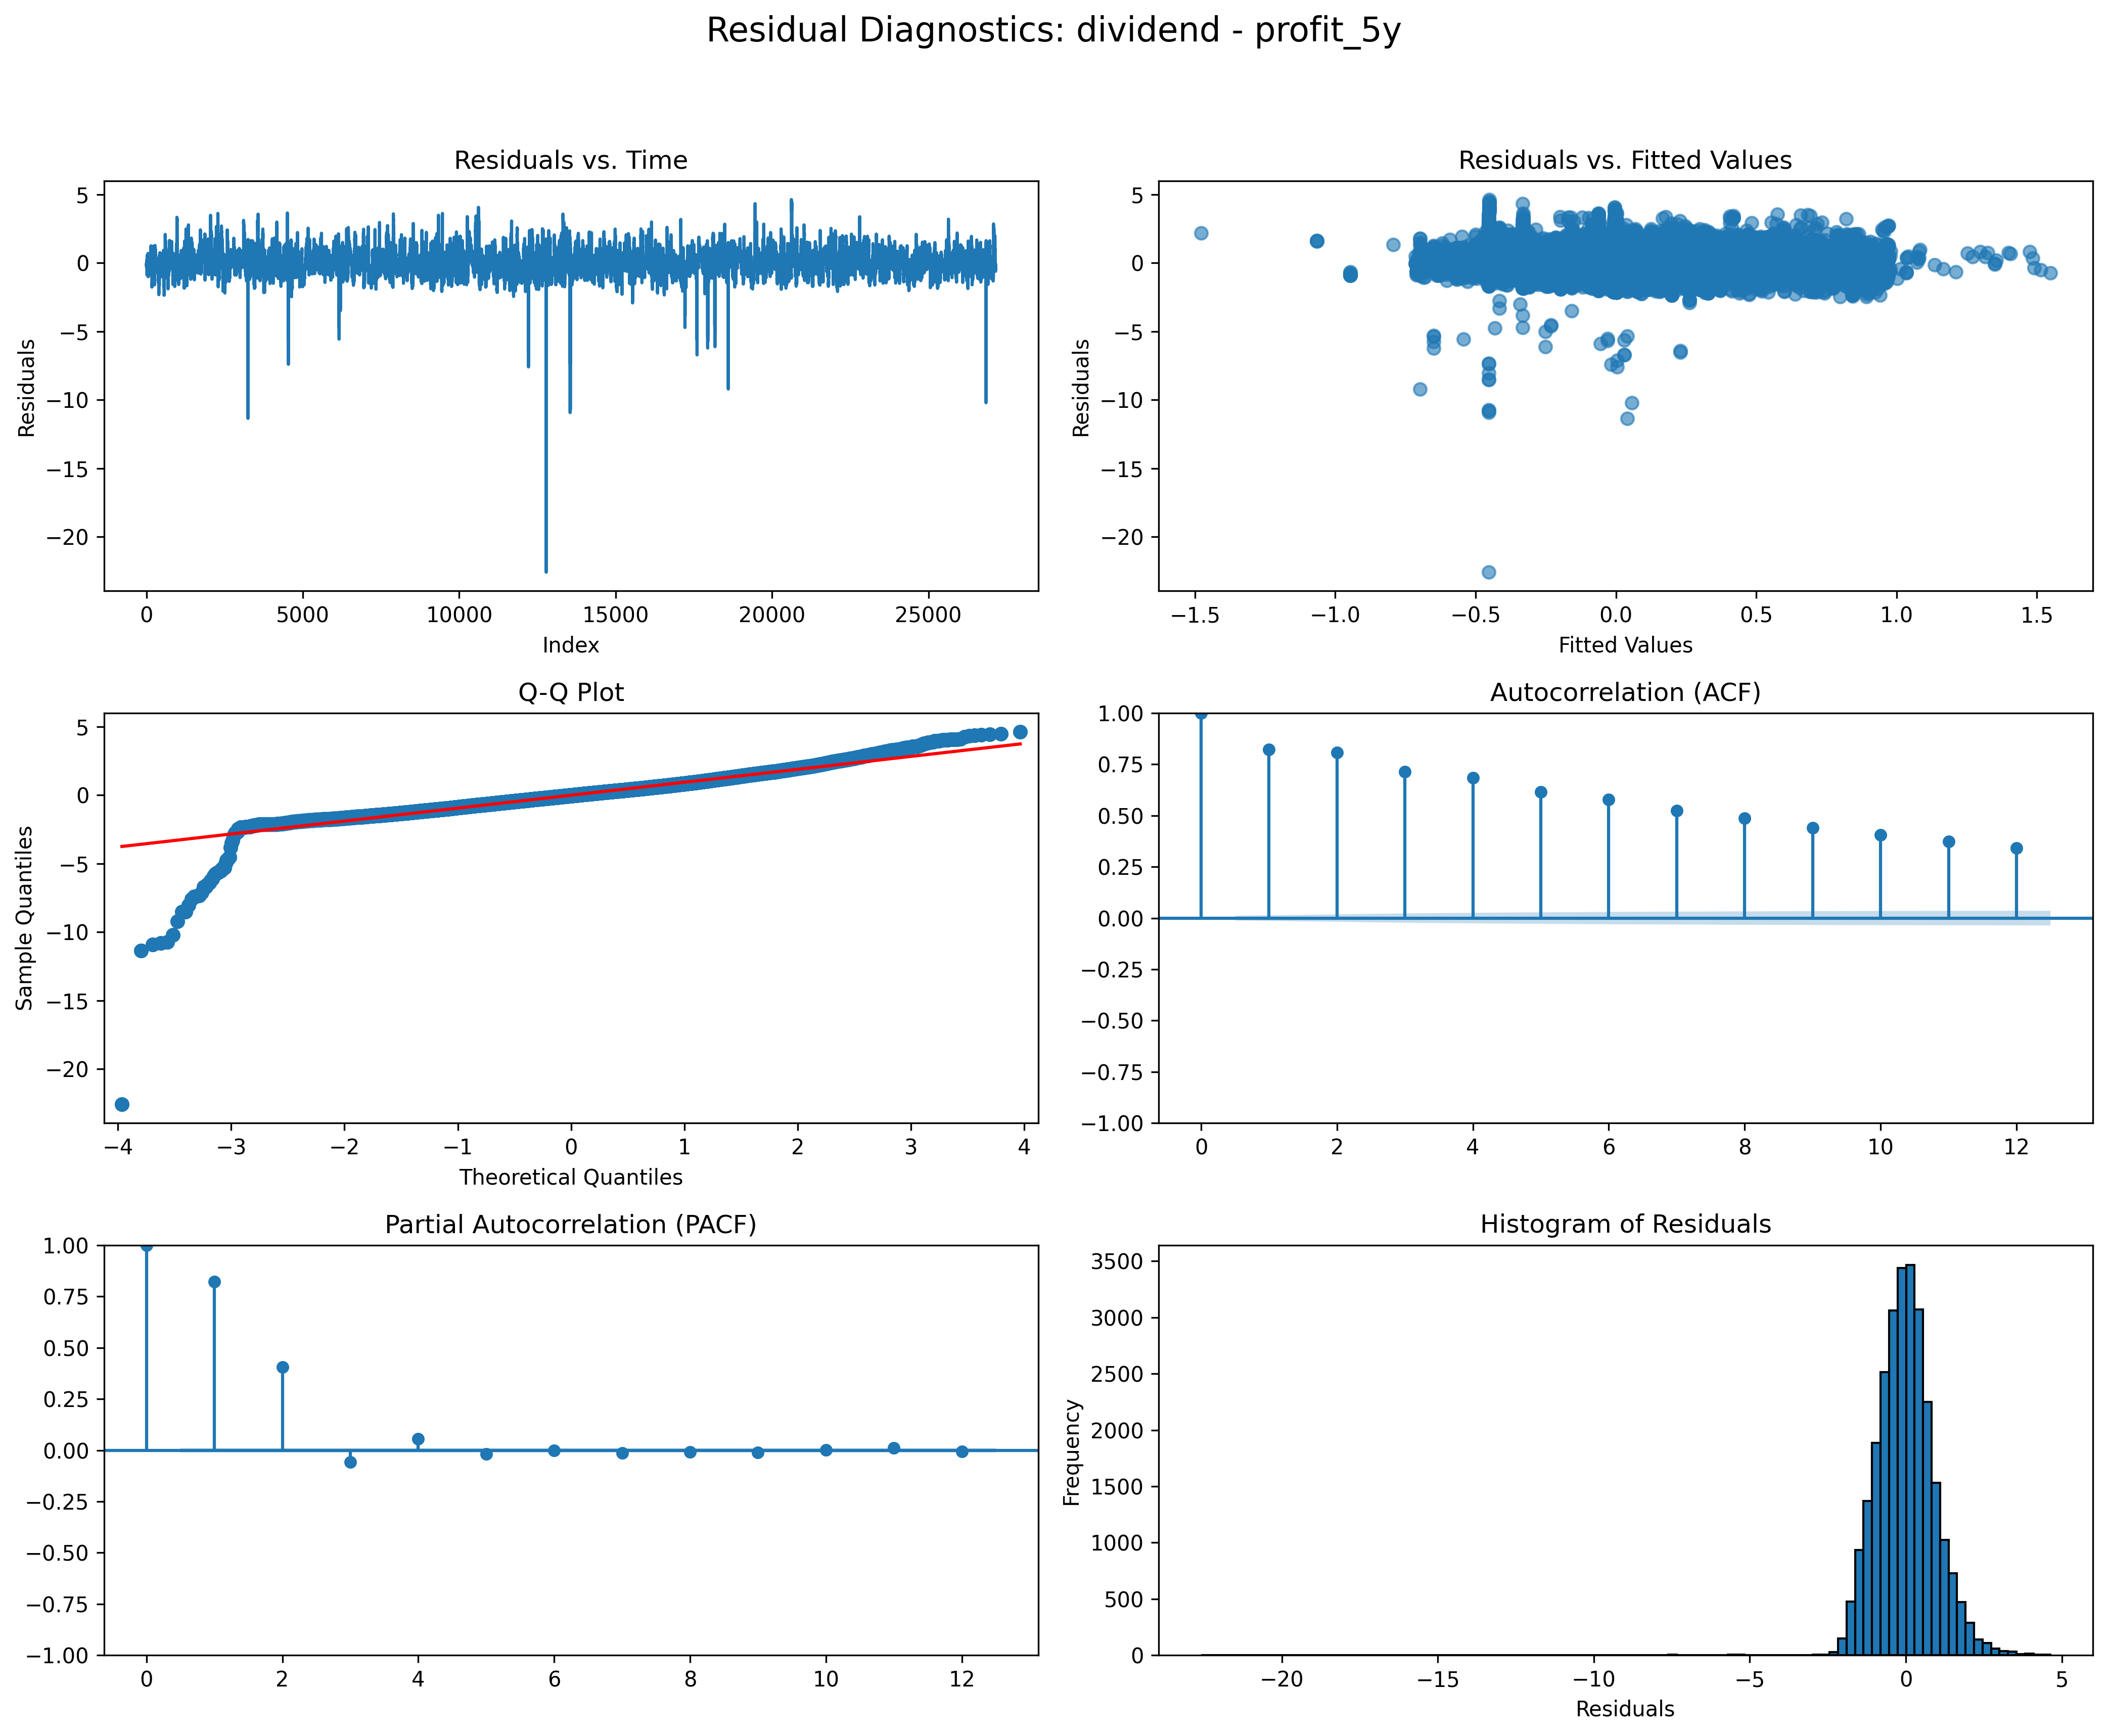 Residual Diagnostics: dividend - profit_5y
Residuals vs. Time
5
0
−5
−10
−15
−20
Residuals
0 5000 10000 15000 20000 25000
Index
Residuals vs. Fitted Values
5
0
−5
−10
−15
−20
Residuals
−1.5 −1.0 −0.5 0.0 0.5 1.0 1.5
Fitted Values
Q-Q Plot
5
0
−5
−10
−15
−20
Sample Quantiles
−4 −3 −2 −1 0 1 2 3 4
Theoretical Quantiles
Autocorrelation (ACF)
1.00
0.75
0.50
0.25
0.00
−0.25
−0.50
−0.75
−1.00
0 2 4 6 8 10 12
Partial Autocorrelation (PACF)
1.00
0.75
0.50
0.25
0.00
−0.25
−0.50
−0.75
−1.00
0 2 4 6 8 10 12
Histogram of Residuals
3500
3000
2500
2000
1500
1000
500
0
Frequency
−20 −15 −10 −5 0 5
Residuals